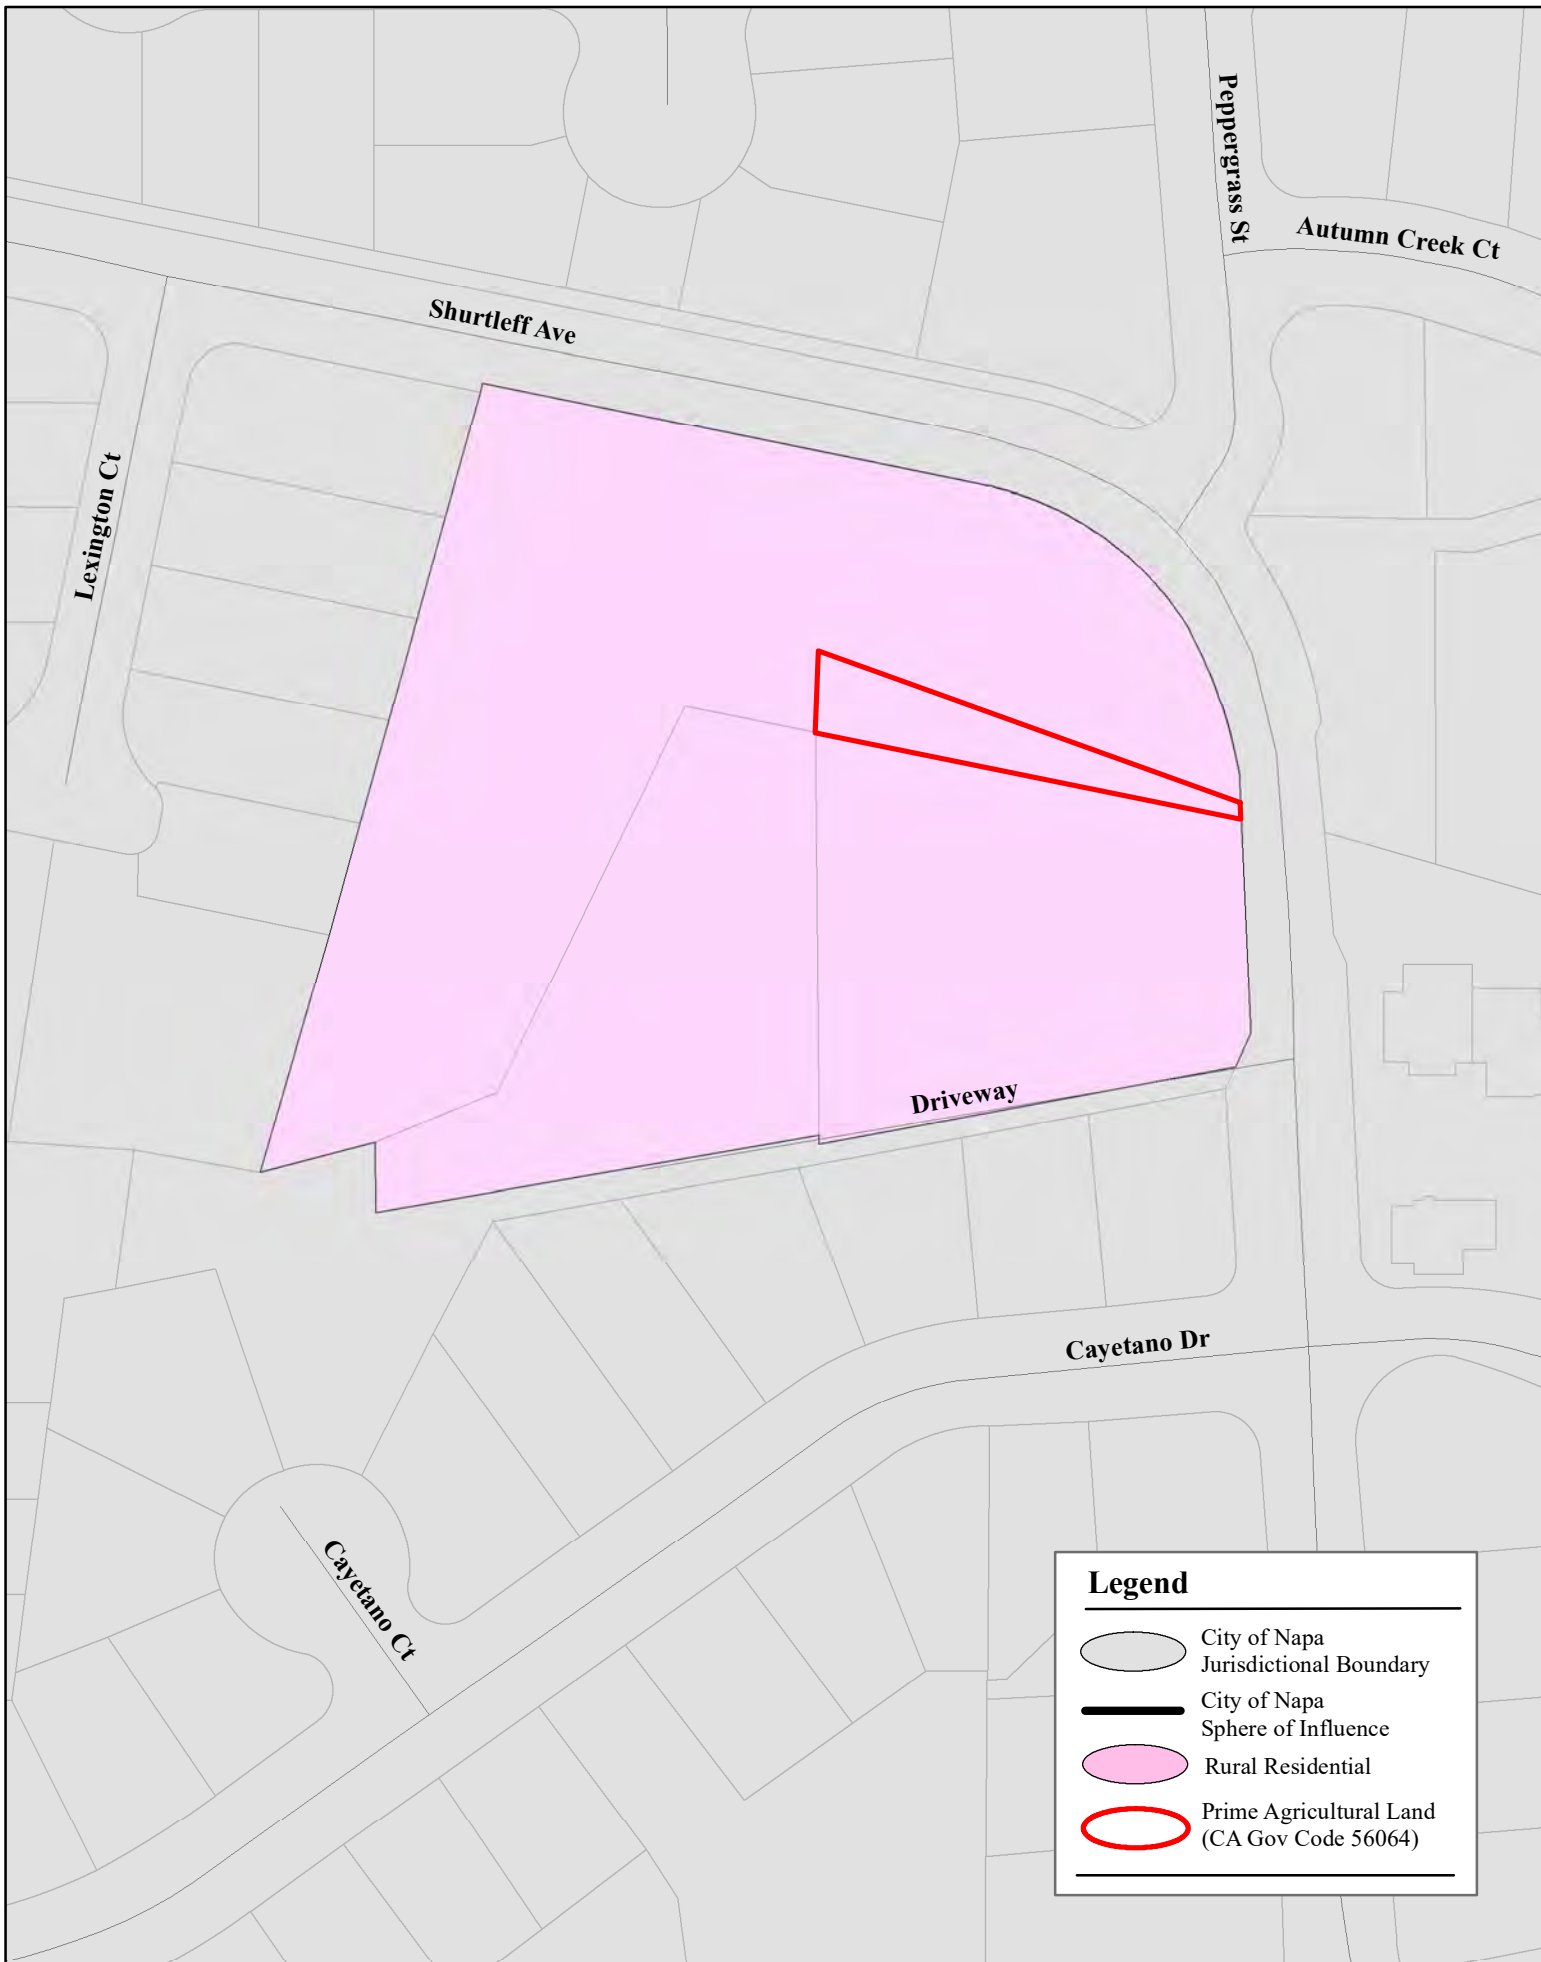 Peppergrass St
Autumn Creek Ct
Shurtleff Ave
Lexington Ct
Driveway
Cayetano Dr
Cayetano Ct
Legend
City of Napa
Jurisdictional Boundary
City of Napa
Sphere of Influence
Rural Residential
Prime Agricultural Land
(CA Gov Code 56064)